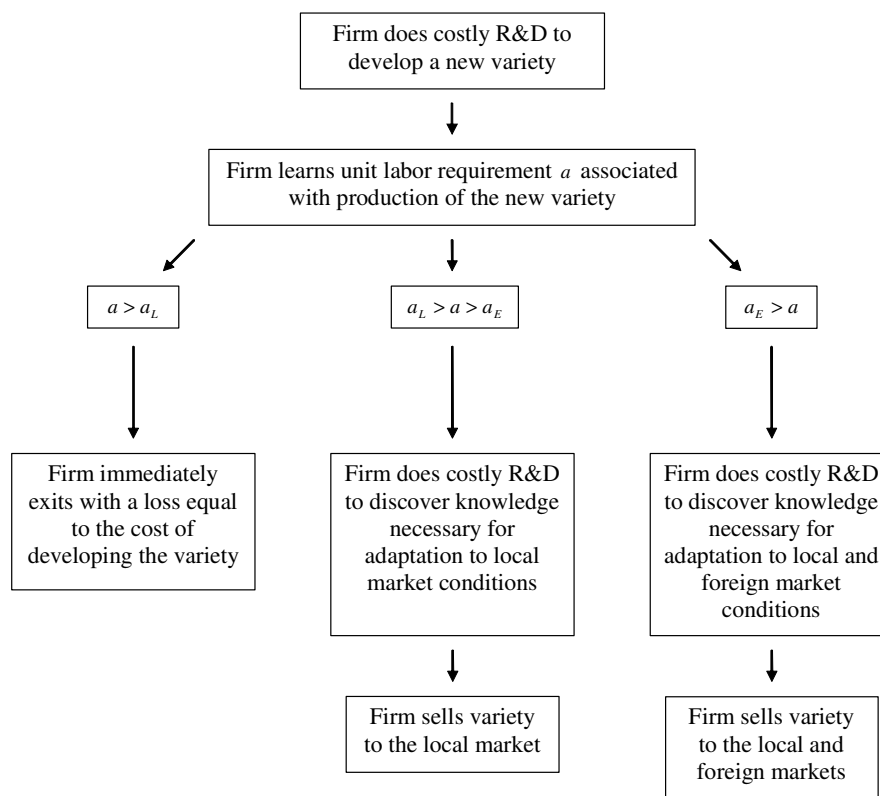 Firm does costly R&D to
develop a new variety
Firm learns unit labor requirement a associated
with production of the new variety
a > a_L
a_L > a > a_E
a_E > a
Firm immediately
exits with a loss equal
to the cost of
developing the variety
Firm does costly R&D
to discover knowledge
necessary for
adaptation to local
market conditions
Firm does costly R&D
to discover knowledge
necessary for
adaptation to local and
foreign market
conditions
Firm sells variety
to the local market
Firm sells variety
to the local and
foreign markets